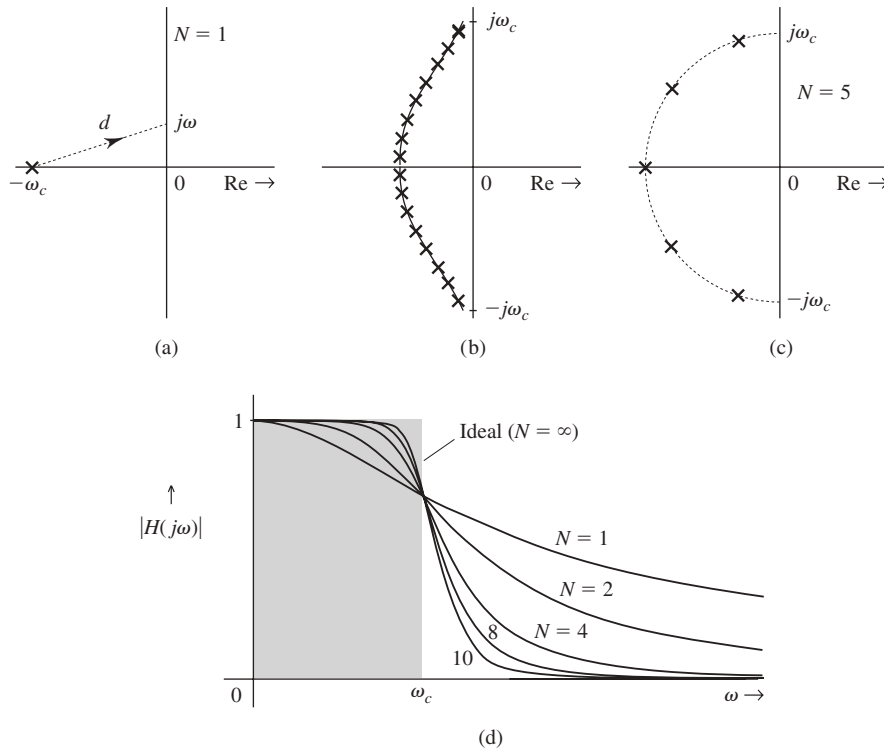 N = 1
d
jω
−ω_c
0
Re →
(a)
jω_c
0
Re →
−jω_c
(b)
jω_c
N = 5
0
Re →
−jω_c
(c)
1
Ideal (N = ∞)
↑
|H(jω)|
N = 1
N = 2
N = 4
8
10
0
ω_c
ω →
(d)